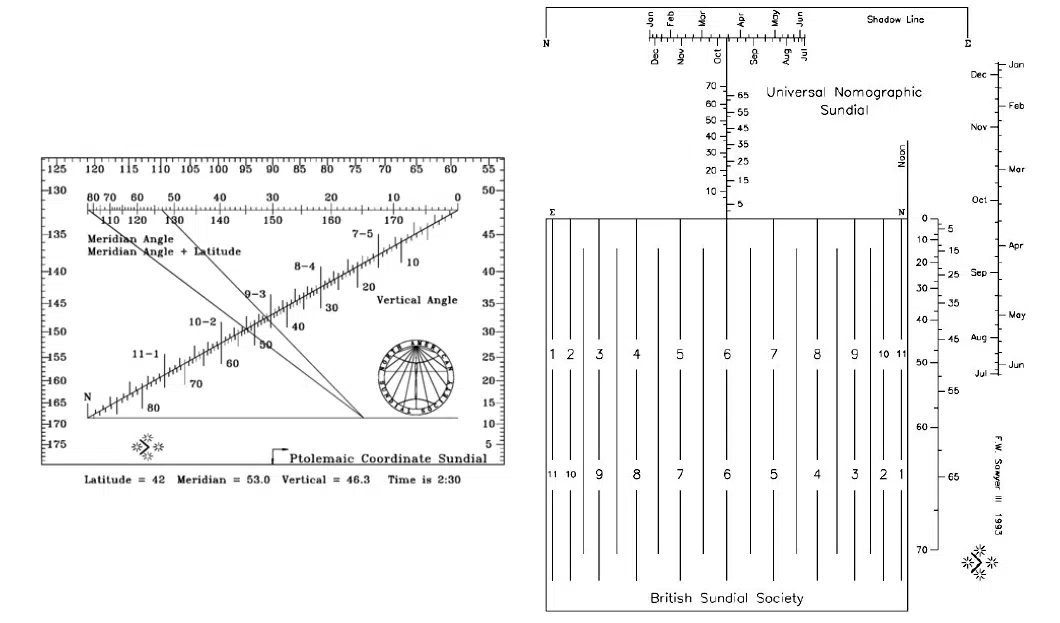 125 120 115 110 105 100 95 90 85 80 75 70 65 60 55
130 50
80 70 60 50 40 30 20 10 0
110 120 130 140 150 160 170
135 45
Meridian Angle
Meridian Angle + Latitude
7-5
10
140 40
8-4
20
Vertical Angle
145 35
9-3
30
150 30
10-2
40
155 25
11-1
50
60
160 20
70
165 15
N
80
170 10
175 5
NORTH AMERICAN SUNDIAL SOCIETY
Ptolemaic Coordinate Sundial
Latitude = 42 Meridian = 53.0 Vertical = 46.3 Time is 2:30
Jan Feb Mar Apr May Jun
Shadow Line
N Σ
Dec Nov Oct Sep Aug Jul
70
65
60
55
50
45
40
35
30
25
20
15
10
5
Universal Nomographic
Sundial
Noon
Σ N
0
5
10
15
20
25
30
35
40
45
50
55
60
65
70
1 2 3 4 5 6 7 8 9 10 11
11 10 9 8 7 6 5 4 3 2 1
British Sundial Society
Jan
Dec
Feb
Nov
Mar
Oct
Apr
Sep
May
Aug
Jun
Jul
F.W. Sawyer III 1993